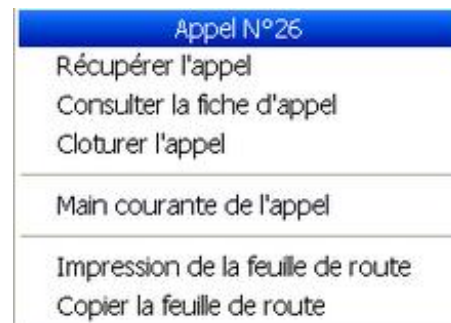 Appel N°26
Récupérer l'appel
Consulter la fiche d'appel
Cloturer l'appel
Main courante de l'appel
Impression de la feuille de route
Copier la feuille de route